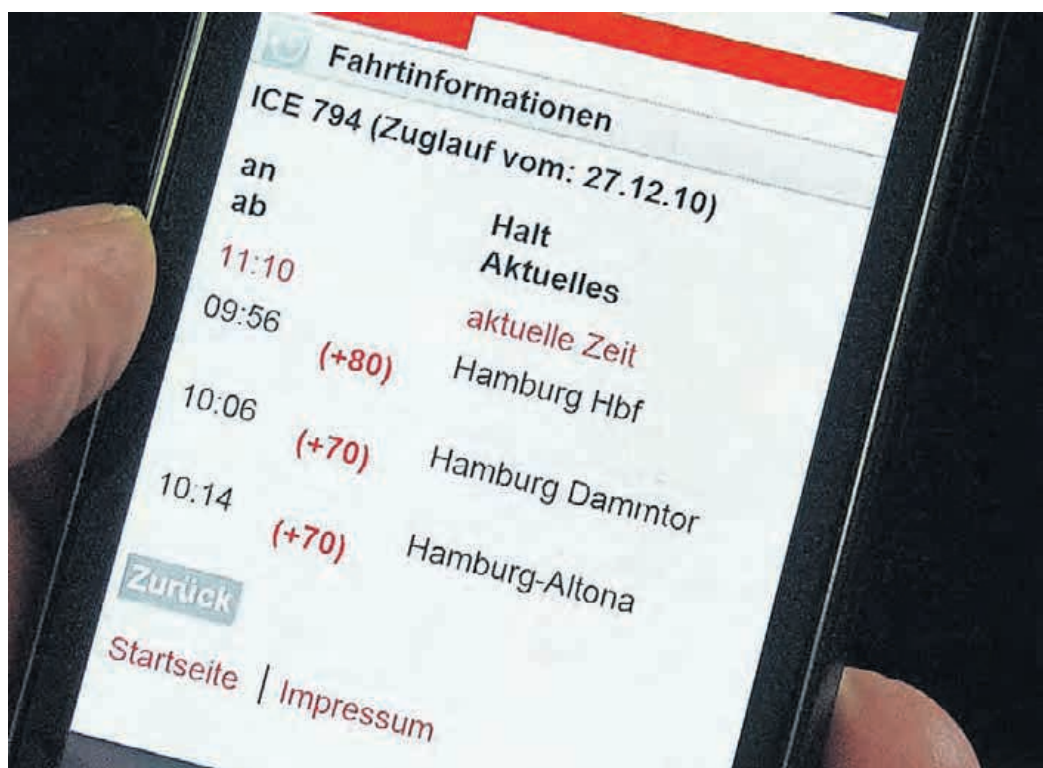 Fahrtinformationen
ICE 794 (Zuglauf vom: 27.12.10)
an
ab
Halt
Aktuelles
11:10 aktuelle Zeit
09:56
(+80) Hamburg Hbf
10:06
(+70) Hamburg Dammtor
10:14
(+70) Hamburg-Altona
Zurück
Startseite | Impressum